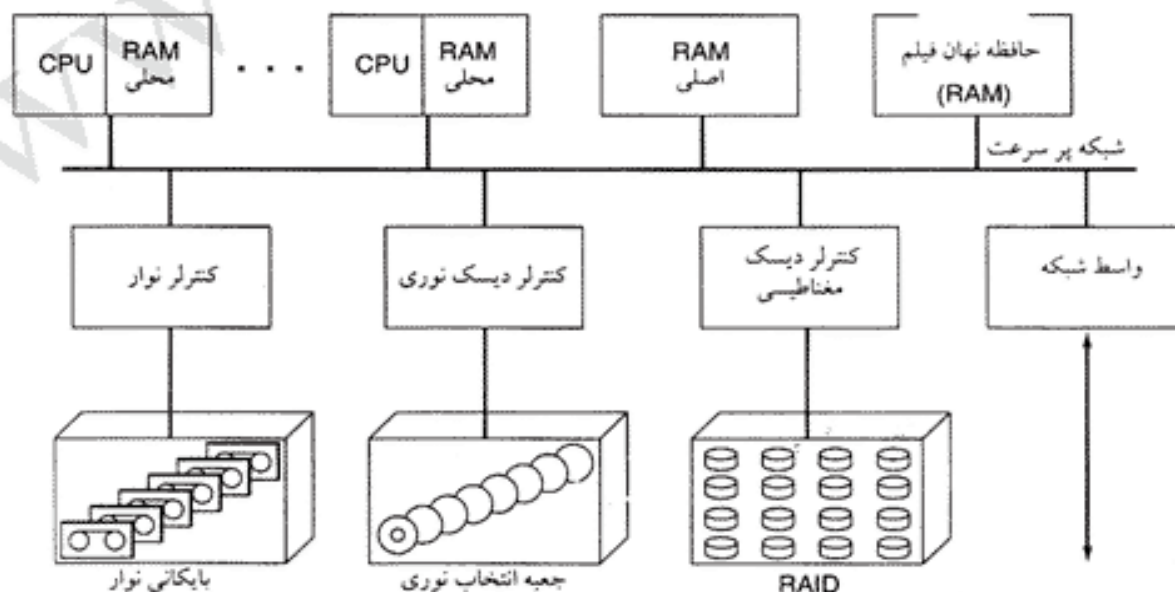 CPU
RAM
محلی
. . .
CPU
RAM
محلی
RAM
اصلی
حافظه نهان فیلم
(RAM)
شبکه پر سرعت
کنترلر نوار
کنترلر دیسک نوری
کنترلر دیسک
مغناطیسی
واسط شبکه
بایگانی نوار
جعبه انتخاب نوری
RAID